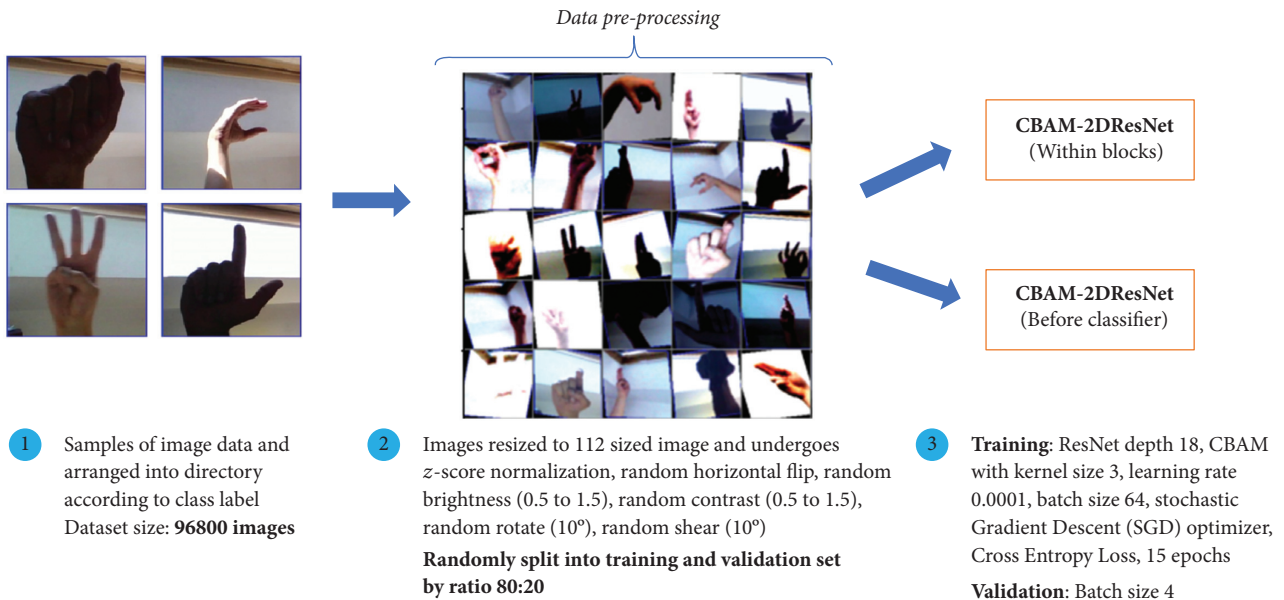 Data pre-processing
CBAM-2DResNet
(Within blocks)
CBAM-2DResNet
(Before classifier)
1
Samples of image data and
arranged into directory
according to class label
Dataset size: 96800 images
2
Images resized to 112 sized image and undergoes
z-score normalization, random horizontal flip, random
brightness (0.5 to 1.5), random contrast (0.5 to 1.5),
random rotate (10°), random shear (10°)
Randomly split into training and validation set
by ratio 80:20
3
Training: ResNet depth 18, CBAM
with kernel size 3, learning rate
0.0001, batch size 64, stochastic
Gradient Descent (SGD) optimizer,
Cross Entropy Loss, 15 epochs
Validation: Batch size 4